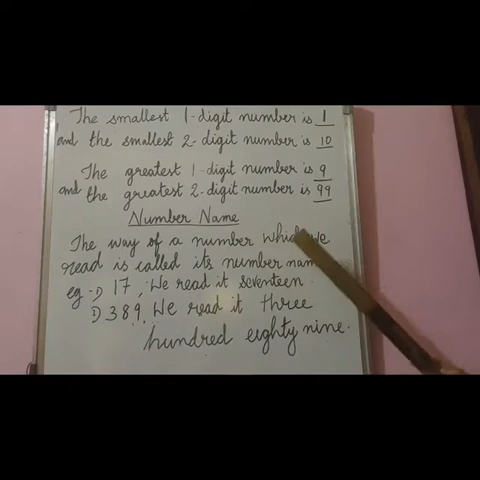 The smallest 1-digit number is 1
and the smallest 2-digit number is 10
The greatest 1-digit number is 9
and the greatest 2-digit number is 99
Number Name
The way of a number which we
read is called its number name
eg - 1) 17, We read it seventeen.
1) 389, We read it three
hundred eighty nine.